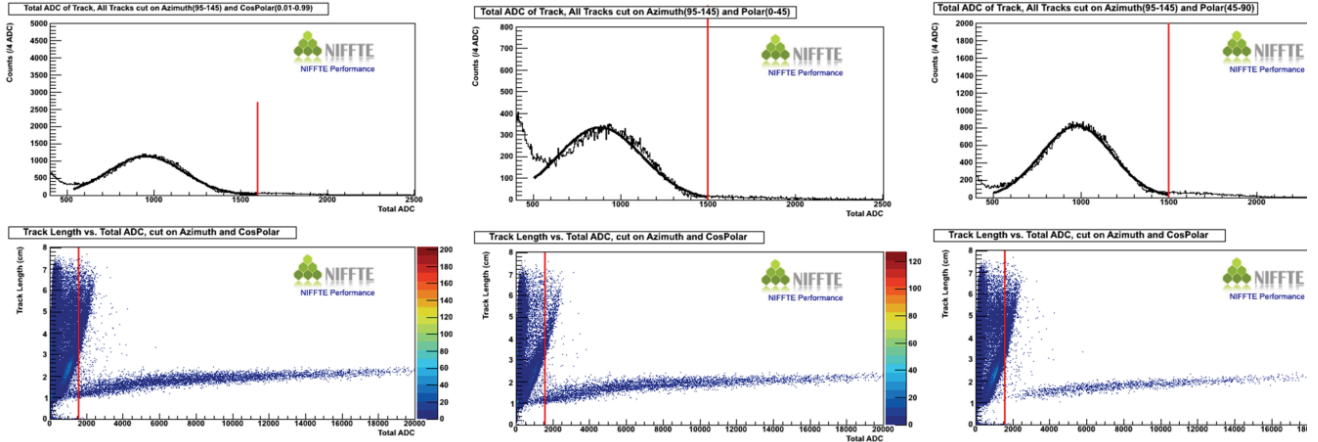 Total ADC of Track, All Tracks cut on Azimuth(95-145) and CosPolar(0.01-0.99)
Counts (/4 ADC)
5000
4500
4000
3500
3000
2500
2000
1500
1000
500
0
NIFFTE
NIFFTE Performance
500 1000 1500 2000 2500
Total ADC
Total ADC of Track, All Tracks cut on Azimuth(95-145) and Polar(0-45)
Counts (/4 ADC)
800
700
600
500
400
300
200
100
0
NIFFTE
NIFFTE Performance
500 1000 1500 2000 2500
Total ADC
Total ADC of Track, All Tracks cut on Azimuth(95-145) and Polar(45-90)
Counts (/4 ADC)
2000
1800
1600
1400
1200
1000
800
600
400
200
0
NIFFTE
NIFFTE Performance
500 1000 1500 2000
Track Length vs. Total ADC, cut on Azimuth and CosPolar
Track Length (cm)
8
7
6
5
4
3
2
1
0
NIFFTE
NIFFTE Performance
0 2000 4000 6000 8000 10000 12000 14000 16000 18000 20000
Total ADC
200
180
160
140
120
100
80
60
40
20
0
Track Length vs. Total ADC, cut on Azimuth and CosPolar
Track Length (cm)
8
7
6
5
4
3
2
1
0
NIFFTE
NIFFTE Performance
0 2000 4000 6000 8000 10000 12000 14000 16000 18000 20000
Total ADC
120
100
80
60
40
20
0
Track Length vs. Total ADC, cut on Azimuth and CosPolar
Track Length (cm)
8
7
6
5
4
3
2
1
0
NIFFTE
NIFFTE Performance
0 2000 4000 6000 8000 10000 12000 14000 16000